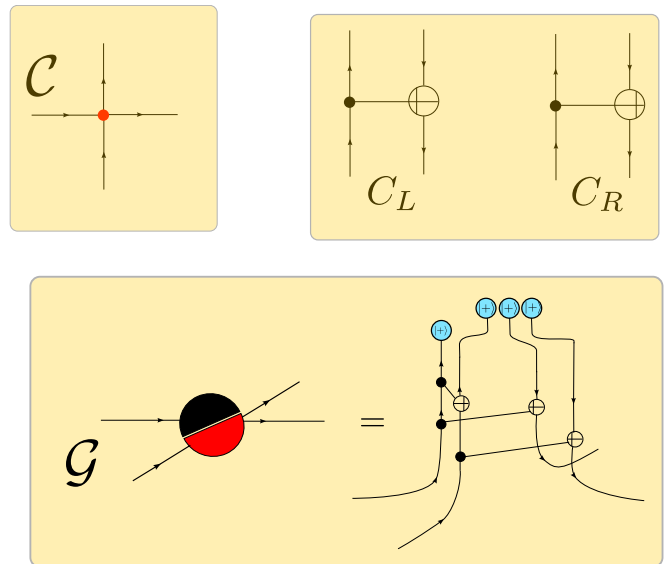 𝒞
C_L C_R
|+⟩ |+⟩ |+⟩
|+⟩
𝒢 =